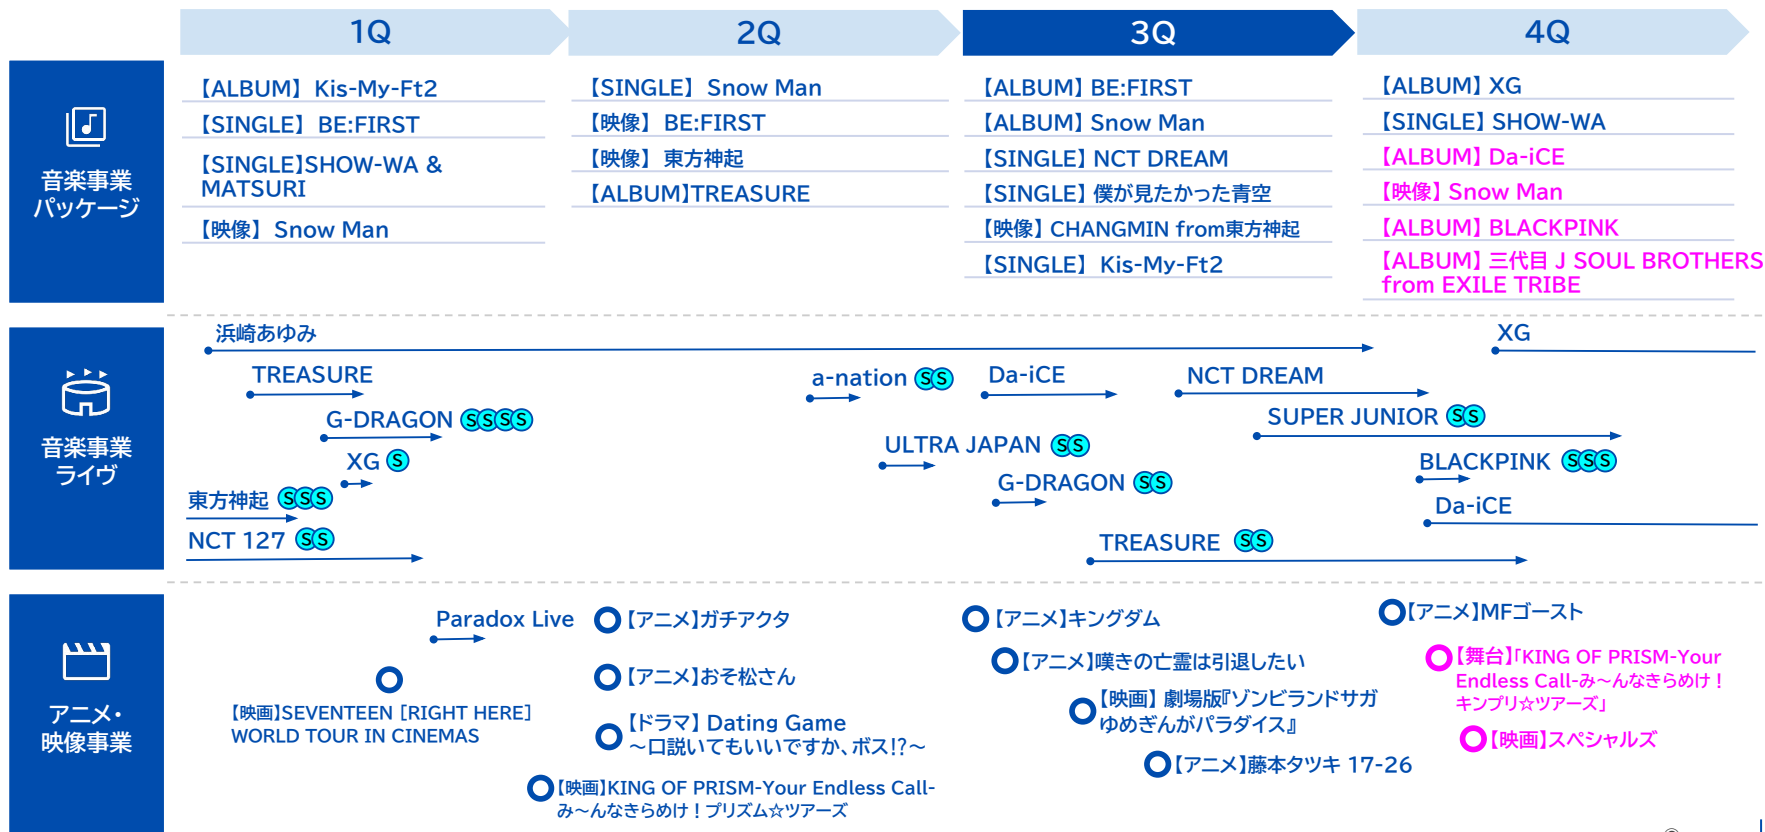 1Q
2Q
3Q
4Q
音楽事業
パッケージ
【ALBUM】 Kis-My-Ft2
【SINGLE】 BE:FIRST
【SINGLE】SHOW-WA &
MATSURI
【映像】 Snow Man
【SINGLE】 Snow Man
【映像】 BE:FIRST
【映像】 東方神起
【ALBUM】TREASURE
【ALBUM】BE:FIRST
【ALBUM】Snow Man
【SINGLE】NCT DREAM
【SINGLE】僕が見たかった青空
【映像】CHANGMIN from東方神起
【SINGLE】 Kis-My-Ft2
【ALBUM】XG
【SINGLE】SHOW-WA
【ALBUM】Da-iCE
【映像】Snow Man
【ALBUM】BLACKPINK
【ALBUM】三代目 J SOUL BROTHERS
from EXILE TRIBE
音楽事業
ライヴ
浜崎あゆみ
XG
TREASURE
a-nation SS
Da-iCE
NCT DREAM
G-DRAGON SSSS
SUPER JUNIOR SS
XG S
ULTRA JAPAN SS
BLACKPINK SSS
東方神起 SSS
G-DRAGON SS
Da-iCE
NCT 127 SS
TREASURE SS
アニメ・
映像事業
Paradox Live
【映画】SEVENTEEN [RIGHT HERE]
WORLD TOUR IN CINEMAS
【アニメ】ガチアクタ
【アニメ】おそ松さん
【ドラマ】Dating Game
～口説いてもいいですか、ボス!?～
【映画】KING OF PRISM-Your Endless Call-
み～んなきらめけ！プリズム☆ツアーズ
【アニメ】キングダム
【アニメ】嘆きの亡霊は引退したい
【映画】 劇場版『ゾンビランドサガ
ゆめぎんがパラダイス』
【アニメ】藤本タツキ 17-26
【アニメ】MFゴースト
【舞台】「KING OF PRISM-Your
Endless Call-み～んなきらめけ！
キンプリ☆ツアーズ」
【映画】スペシャルズ